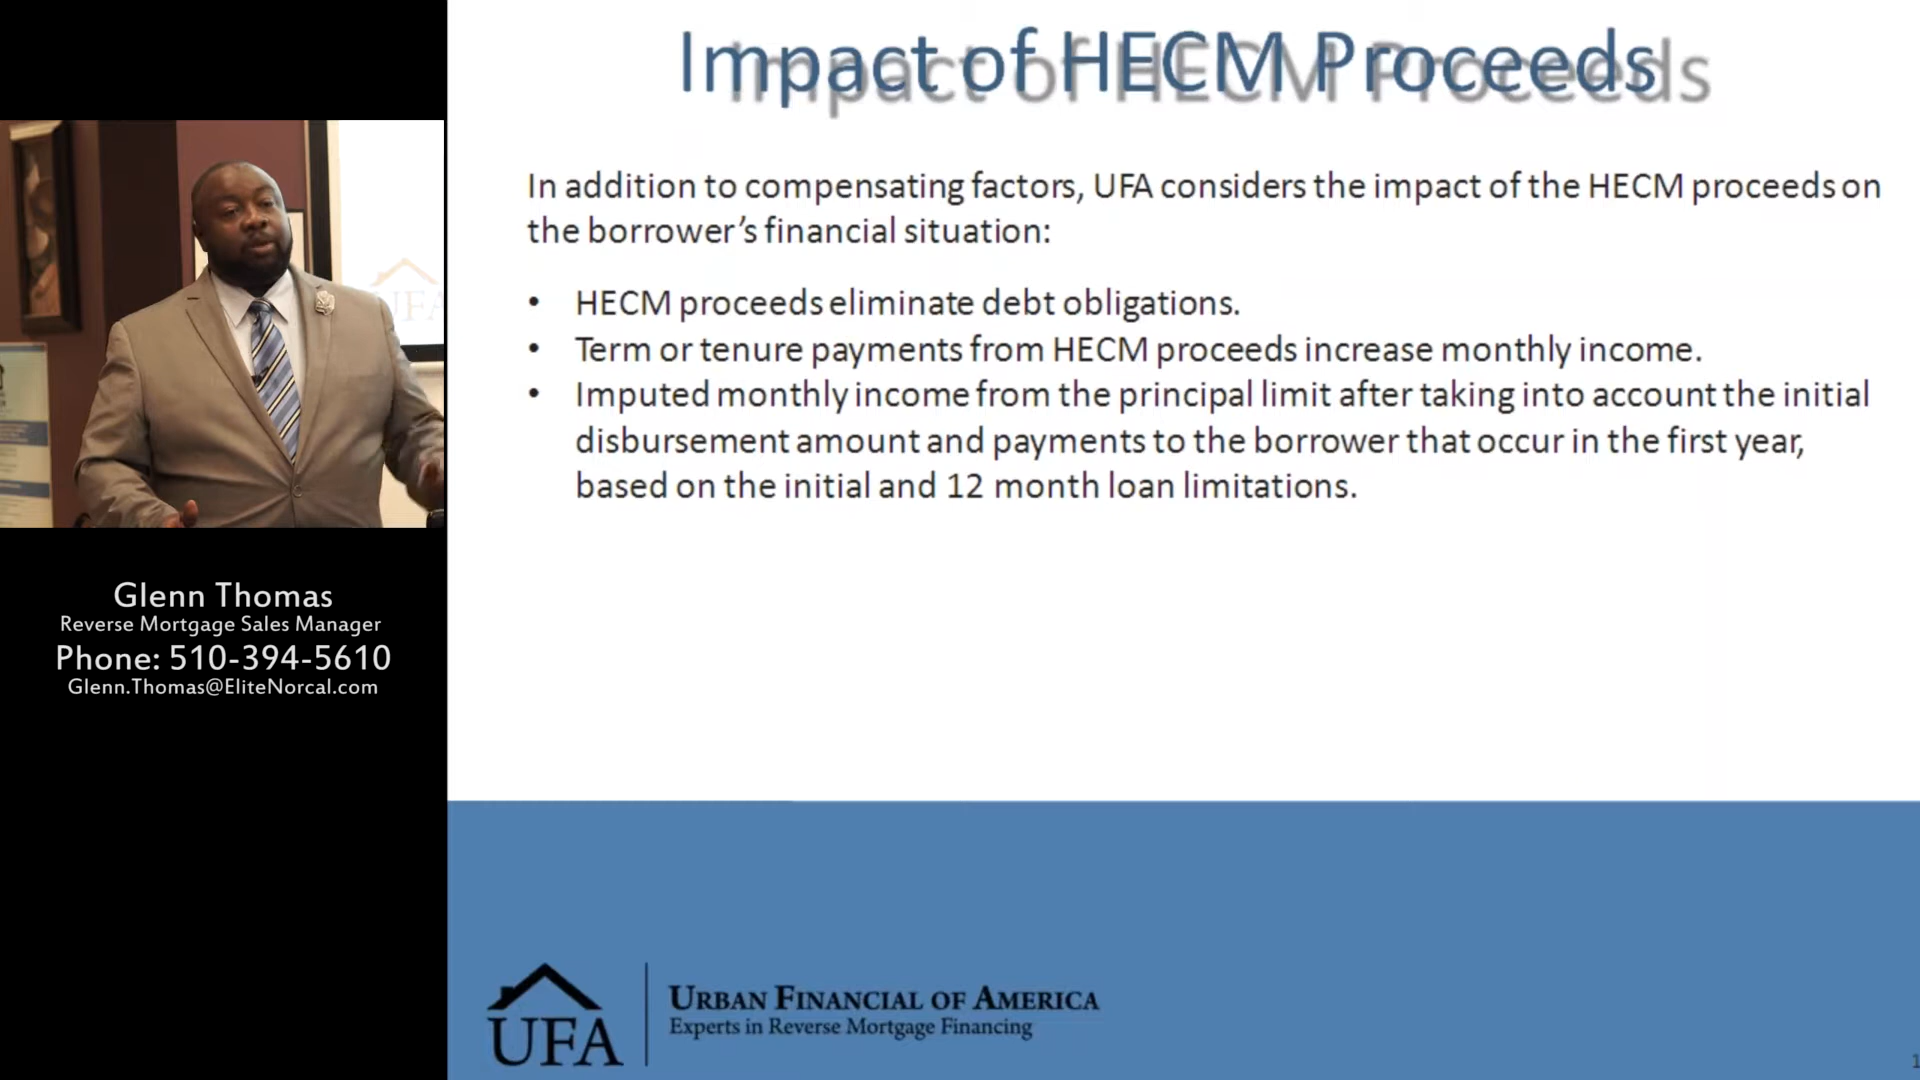 Impact of HECM Proceeds
In addition to compensating factors, UFA considers the impact of the HECM proceeds on
the borrower's financial situation:
• HECM proceeds eliminate debt obligations.
• Term or tenure payments from HECM proceeds increase monthly income.
• Imputed monthly income from the principal limit after taking into account the initial
disbursement amount and payments to the borrower that occur in the first year,
based on the initial and 12 month loan limitations.
UFA
Glenn Thomas
Reverse Mortgage Sales Manager
Phone: 510-394-5610
Glenn.Thomas@EliteNorcal.com
UFA
URBAN FINANCIAL OF AMERICA
Experts in Reverse Mortgage Financing